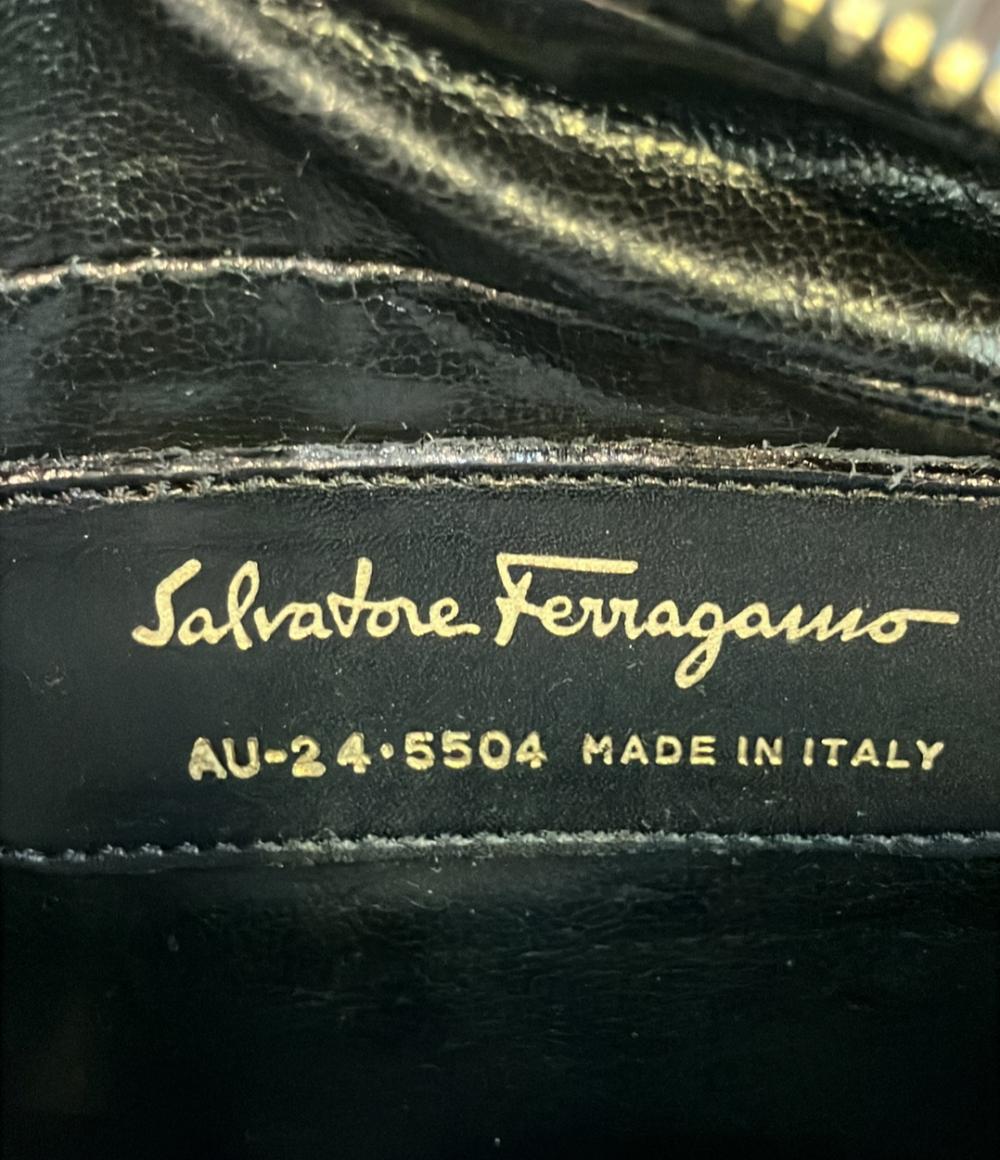 Salvatore Ferragamo
AU-24·5504 MADE IN ITALY